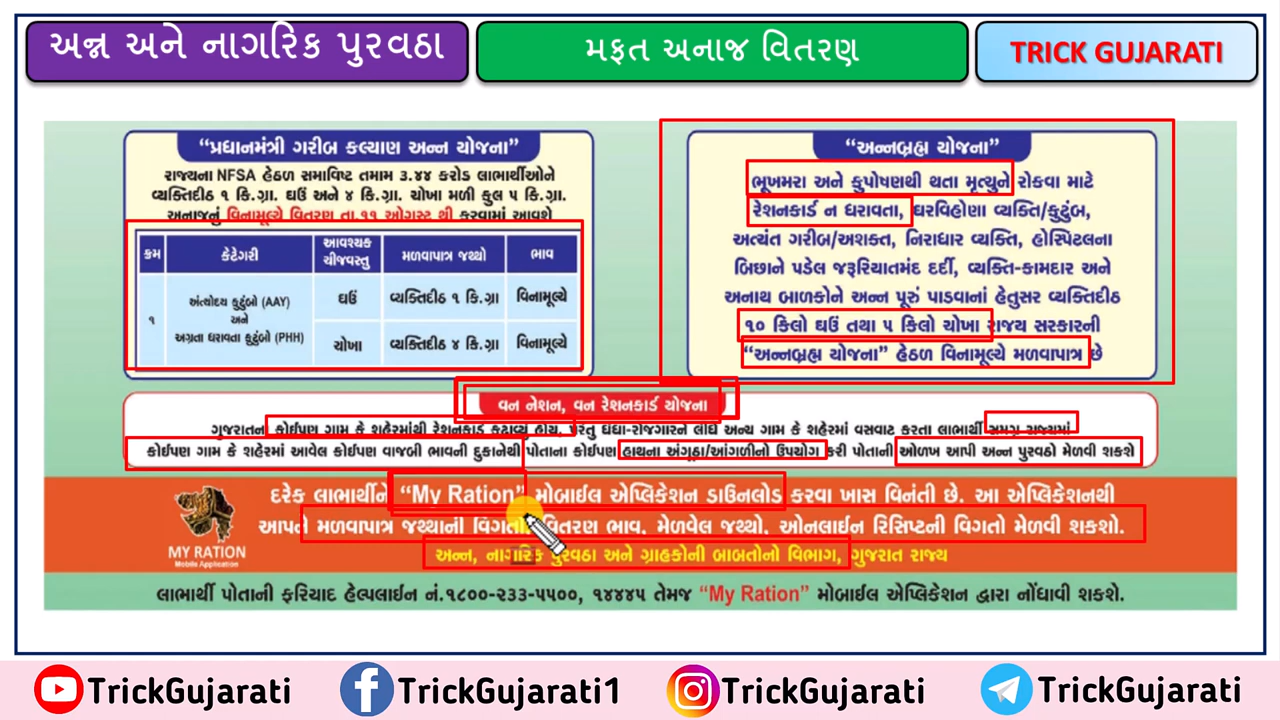 અન્ન અને નાગરિક પુરવઠા
મફત અનાજ વિતરણ
TRICK GUJARATI
“પ્રધાનમંત્રી ગરીબ કલ્યાણ અન્ન યોજના”
રાજ્યના NFSA હેઠળ સમાવિષ્ટ તમામ ૩.૪૪ કરોડ લાભાર્થીઓને
વ્યક્તિદીઠ ૧ કિ.ગ્રા. ઘઉં અને ૪ કિ.ગ્રા. ચોખા મળી કુલ ૫ કિ.ગ્રા.
અનાજનું વિનામૂલ્યે વિતરણ તા.૧૧ ઓગસ્ટ થી કરવામાં આવશે
ક્રમ કેટેગરી આવશ્યક ચીજવસ્તુ મળવાપાત્ર જથ્થો ભાવ
૧ અંત્યોદય કુટુંબો (AAY) અને અગ્રતા ધરાવતા કુટુંબો (PHH)
ઘઉં વ્યક્તિદીઠ ૧ કિ.ગ્રા વિનામૂલ્યે
ચોખા વ્યક્તિદીઠ ૪ કિ.ગ્રા વિનામૂલ્યે
“અન્નબ્રહ્મ યોજના”
ભૂખમરા અને કુપોષણથી થતા મૃત્યુને રોકવા માટે
રેશનકાર્ડ ન ધરાવતા, ઘરવિહોણા વ્યક્તિ/કુટુંબ,
અત્યંત ગરીબ/અશક્ત, નિરાધાર વ્યક્તિ, હોસ્પિટલના
બિછાને પડેલ જરૂરિયાતમંદ દર્દી, વ્યક્તિ-કામદાર અને
અનાથ બાળકોને અન્ન પૂરું પાડવાનાં હેતુસર વ્યક્તિદીઠ
૧૦ કિલો ઘઉં તથા ૫ કિલો ચોખા રાજ્ય સરકારની
“અન્નબ્રહ્મ યોજના” હેઠળ વિનામૂલ્યે મળવાપાત્ર છે
વન નેશન, વન રેશનકાર્ડ યોજના
ગુજરાતના કોઈપણ ગામ કે શહેરમાંથી રેશનકાર્ડ કઢાવ્યું હોય, પરંતુ ધંધા-રોજગારને લીધે અન્ય ગામ કે શહેરમાં વસવાટ કરતા લાભાર્થી સમગ્ર રાજ્યમાં
કોઈપણ ગામ કે શહેરમાં આવેલ કોઈપણ વાજબી ભાવની દુકાનેથી પોતાના કોઈપણ હાથના અંગૂઠા/આંગળીનો ઉપયોગ કરી પોતાની ઓળખ આપી અન્ન પુરવઠો મેળવી શકશે
દરેક લાભાર્થીને “My Ration” મોબાઈલ એપ્લિકેશન ડાઉનલોડ કરવા ખાસ વિનંતી છે. આ એપ્લિકેશનથી
આપને મળવાપાત્ર જથ્થાની વિગતો, વિતરણ ભાવ, મેળવેલ જથ્થો, ઓનલાઈન રિસિપ્ટની વિગતો મેળવી શકશો.
MY RATION
Mobile Application
અન્ન, નાગરિક પુરવઠા અને ગ્રાહકોની બાબતોનો વિભાગ, ગુજરાત રાજ્ય
લાભાર્થી પોતાની ફરિયાદ હેલ્પલાઈન નં.૧૮૦૦-૨૩૩-૫૫૦૦, ૧૪૪૪૫ તેમજ “My Ration” મોબાઈલ એપ્લિકેશન દ્વારા નોંધાવી શકશે.
TrickGujarati
TrickGujarati1
TrickGujarati
TrickGujarati